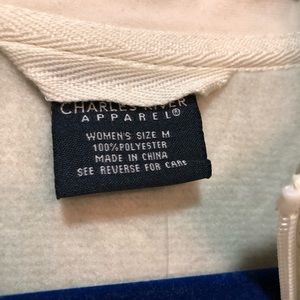 CHARLES RIVER
APPAREL®
WOMEN'S SIZE M
100%POLYESTER
MADE IN CHINA
SEE REVERSE FOR CARE